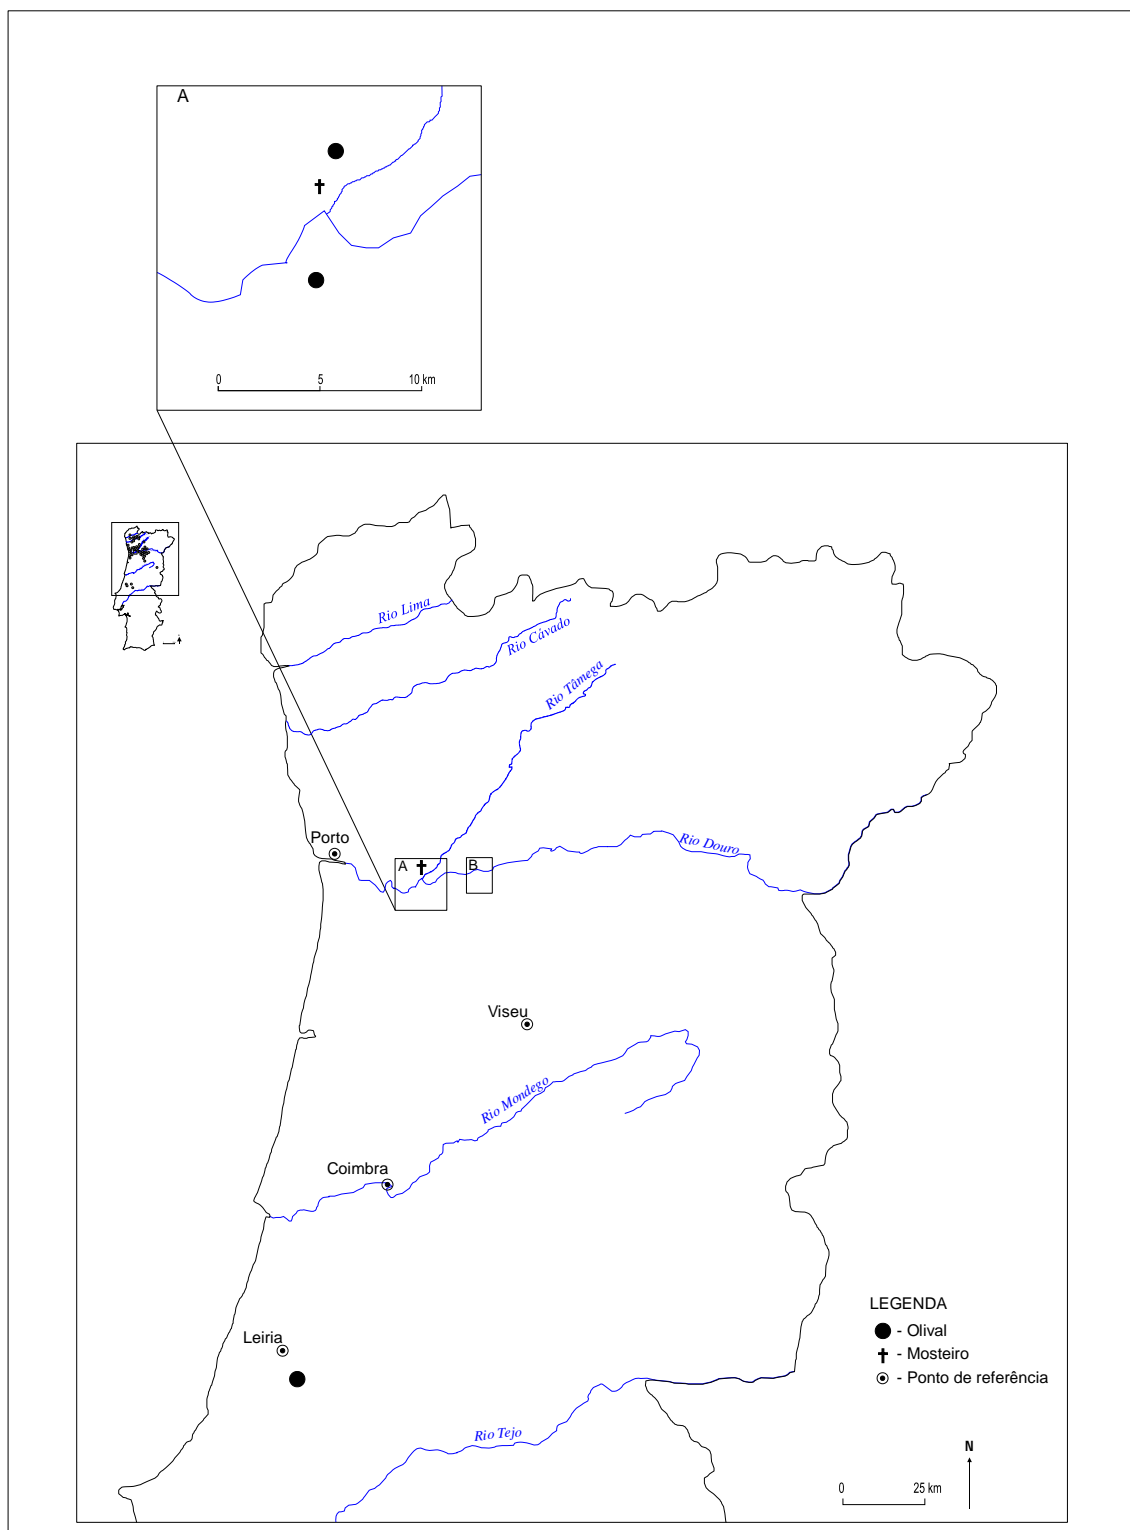 A
0 5 10 km
Rio Lima
Rio Cávado
Rio Tâmega
Porto
A
B
Rio Douro
Viseu
Rio Mondego
Coimbra
Leiria
LEGENDA
- Olival
- Mosteiro
- Ponto de referência
Rio Tejo
N
0 25 km